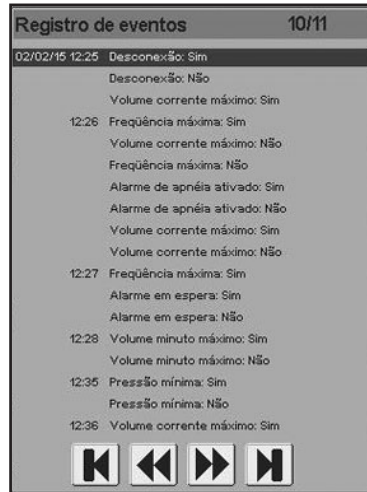 Registro de eventos 10/11
02/02/15 12:25 Desconexão: Sim
Desconexão: Não
Volume corrente máximo: Sim
12:26 Freqüência máxima: Sim
Volume corrente máximo: Não
Freqüência máxima: Não
Alarme de apnéia ativado: Sim
Alarme de apnéia ativado: Não
Volume corrente máximo: Sim
Volume corrente máximo: Não
12:27 Freqüência máxima: Sim
Alarme em espera: Sim
Alarme em espera: Não
12:28 Volume minuto máximo: Sim
Volume minuto máximo: Não
12:35 Pressão mínima: Sim
Pressão mínima: Não
12:36 Volume corrente máximo: Sim